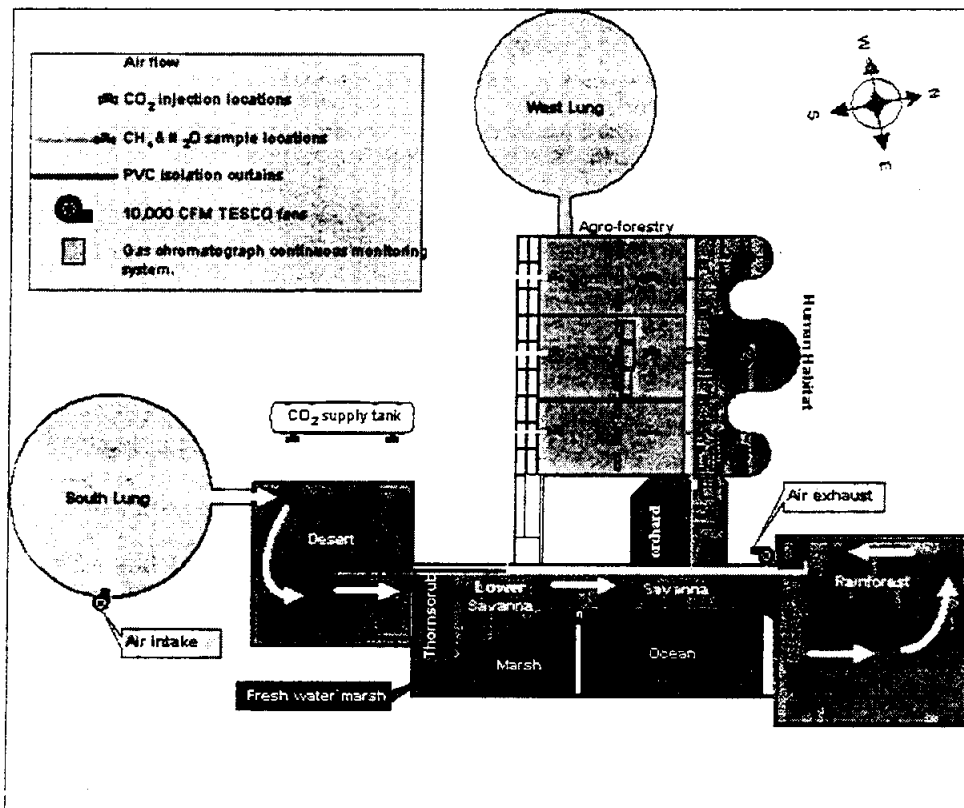 Air flow
CO2 injection locations
CH4 & N2O sample locations
PVC isolation curtains
10,000 CFM TESCO fans
Gas chromatograph continuous monitoring
system.
West Lung
W
N
S
E
Agro-forestry
Human Habitat
CO2 supply tank
South Lung
Desert
Air exhaust
orchard
Thornscrub
Lower
Savanna
Savanna
Rainforest
Air intake
Marsh
Ocean
Fresh water marsh